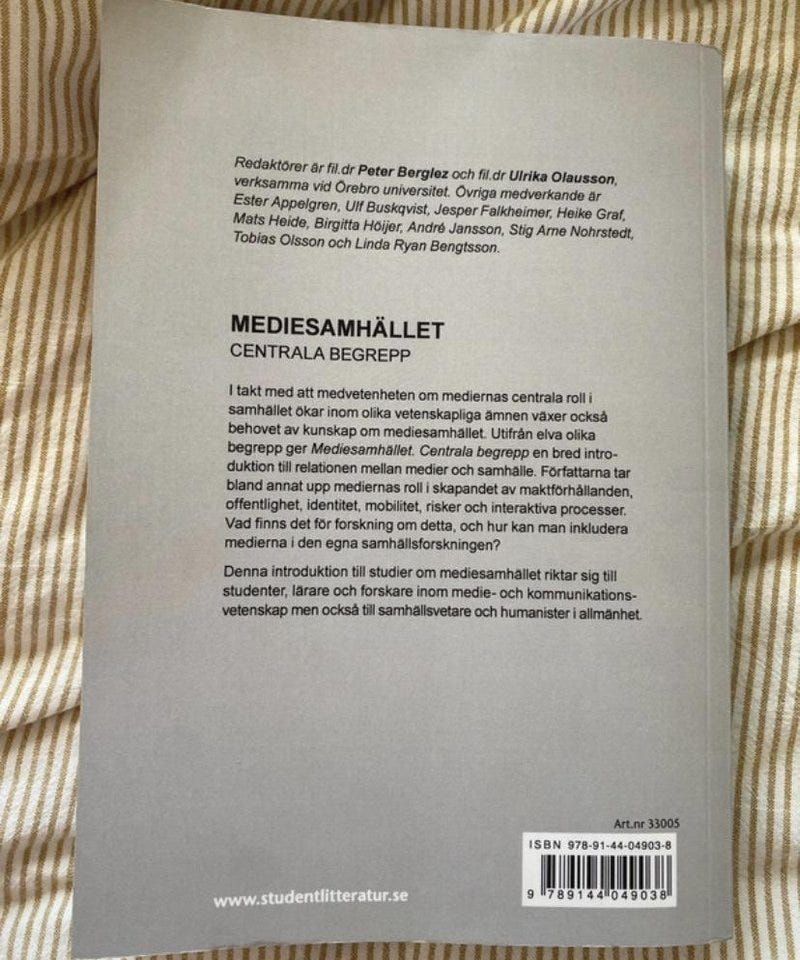 Redaktörer är fil.dr Peter Berglez och fil.dr Ulrika Olausson,
verksamma vid Örebro universitet. Övriga medverkande är
Ester Appelgren, Ulf Buskqvist, Jesper Falkheimer, Heike Graf,
Mats Heide, Birgitta Höijer, André Jansson, Stig Arne Nohrstedt,
Tobias Olsson och Linda Ryan Bengtsson.
MEDIESAMHÄLLET
CENTRALA BEGREPP
I takt med att medvetenheten om mediernas centrala roll i
samhället ökar inom olika vetenskapliga ämnen växer också
behovet av kunskap om mediesamhället. Utifrån elva olika
begrepp ger Mediesamhället. Centrala begrepp en bred intro-
duktion till relationen mellan medier och samhälle. Författarna tar
bland annat upp mediernas roll i skapandet av maktförhållanden,
offentlighet, identitet, mobilitet, risker och interaktiva processer.
Vad finns det för forskning om detta, och hur kan man inkludera
medierna i den egna samhällsforskningen?
Denna introduktion till studier om mediesamhället riktar sig till
studenter, lärare och forskare inom medie- och kommunikations-
vetenskap men också till samhällsvetare och humanister i allmänhet.
Art.nr 33005
ISBN 978-91-44-04903-8
9 789144 049038
www.studentlitteratur.se